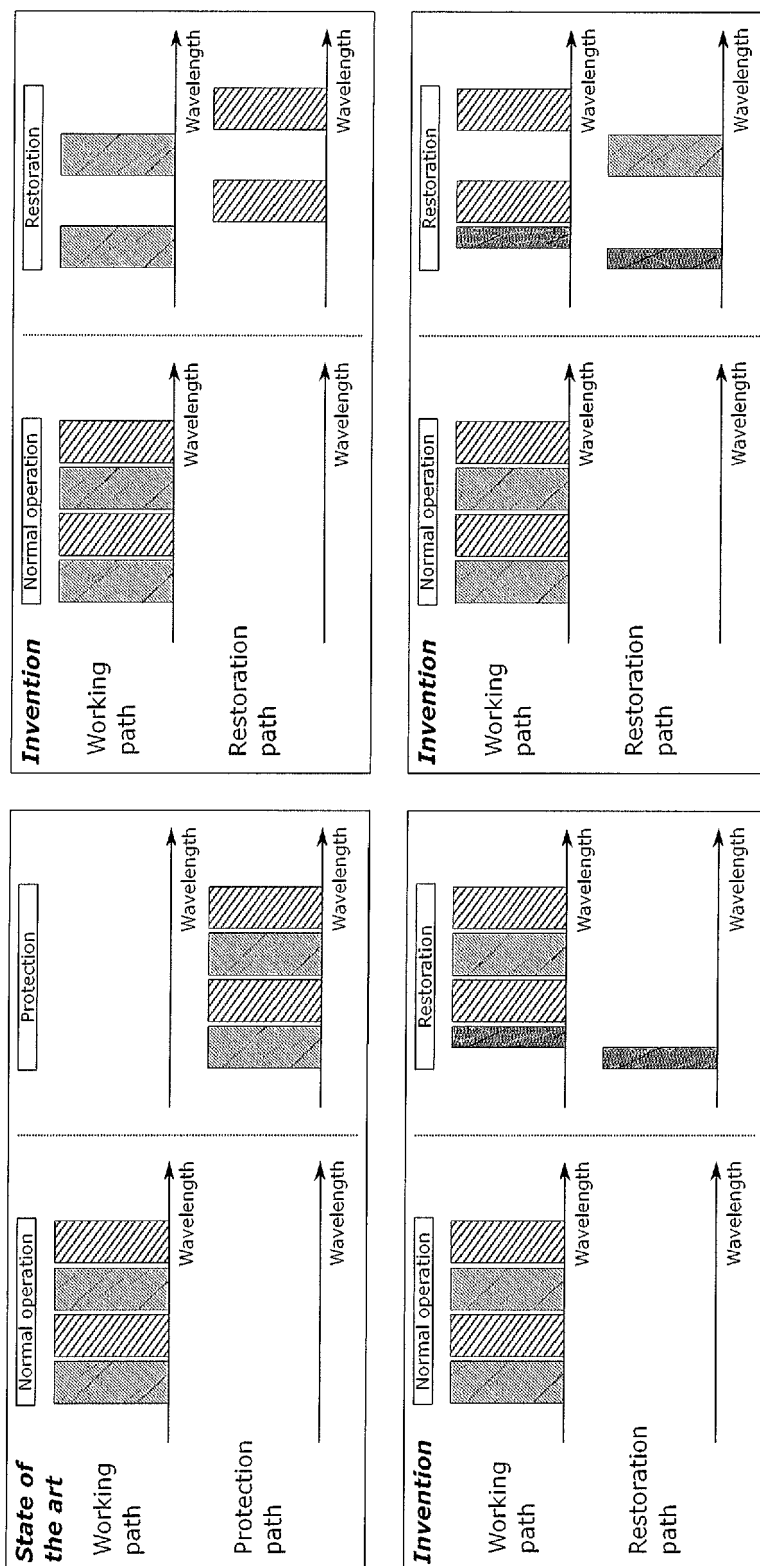 State of
the art
Normal operation
Protection
Working
path
Wavelength
Wavelength
Protection
path
Wavelength
Wavelength
Invention
Normal operation
Restoration
Working
path
Wavelength
Wavelength
Restoration
path
Wavelength
Wavelength
Invention
Normal operation
Restoration
Working
path
Wavelength
Wavelength
Restoration
path
Wavelength
Wavelength
Invention
Normal operation
Restoration
Working
path
Wavelength
Wavelength
Restoration
path
Wavelength
Wavelength